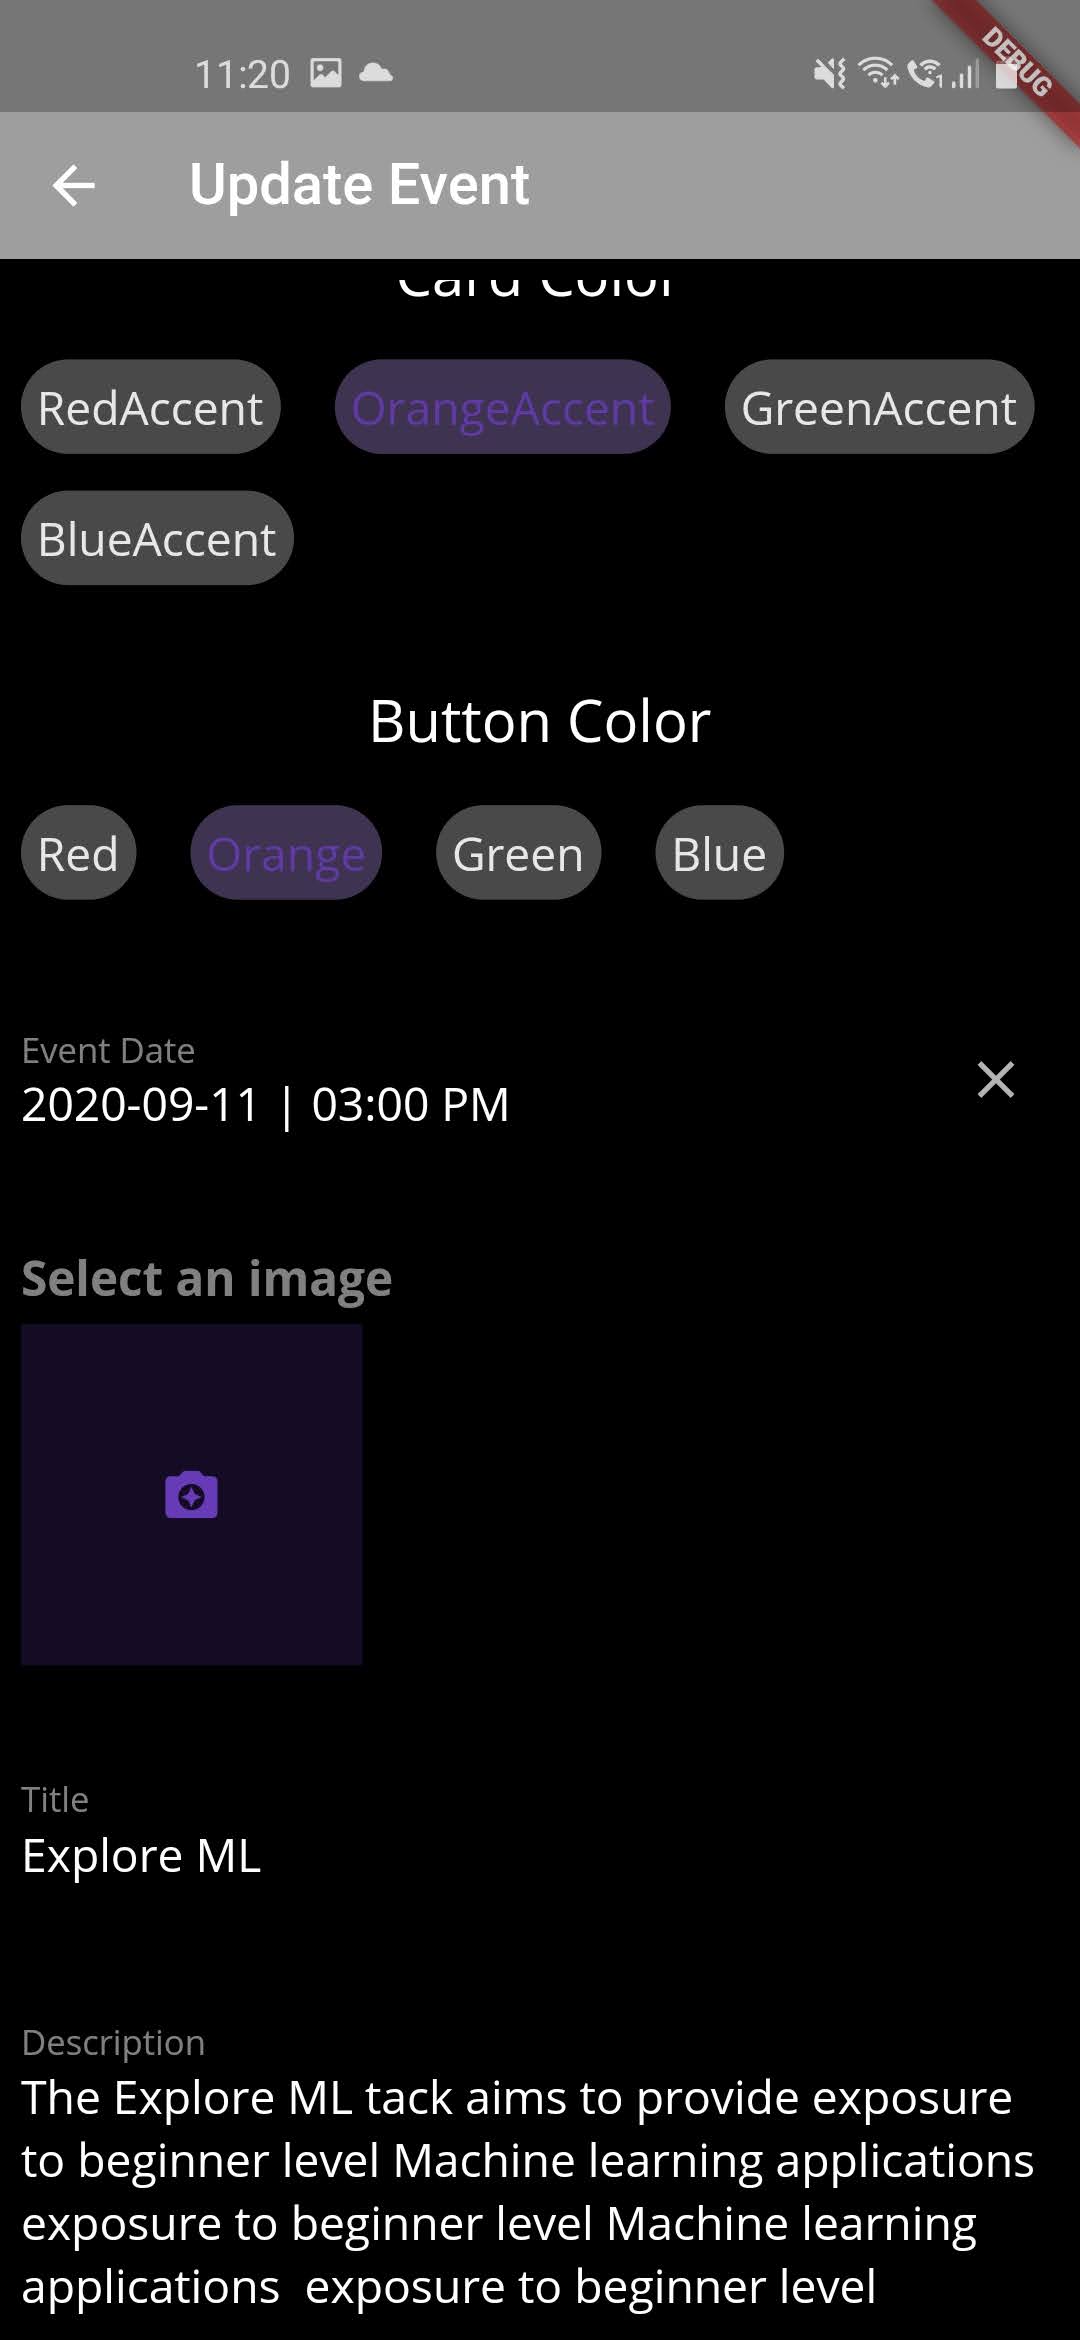 11:20
DEBUG
Update Event
Card Color
RedAccent OrangeAccent GreenAccent
BlueAccent
Button Color
Red Orange Green Blue
Event Date
2020-09-11 | 03:00 PM
Select an image
Title
Explore ML
Description
The Explore ML tack aims to provide exposure
to beginner level Machine learning applications
exposure to beginner level Machine learning
applications  exposure to beginner level